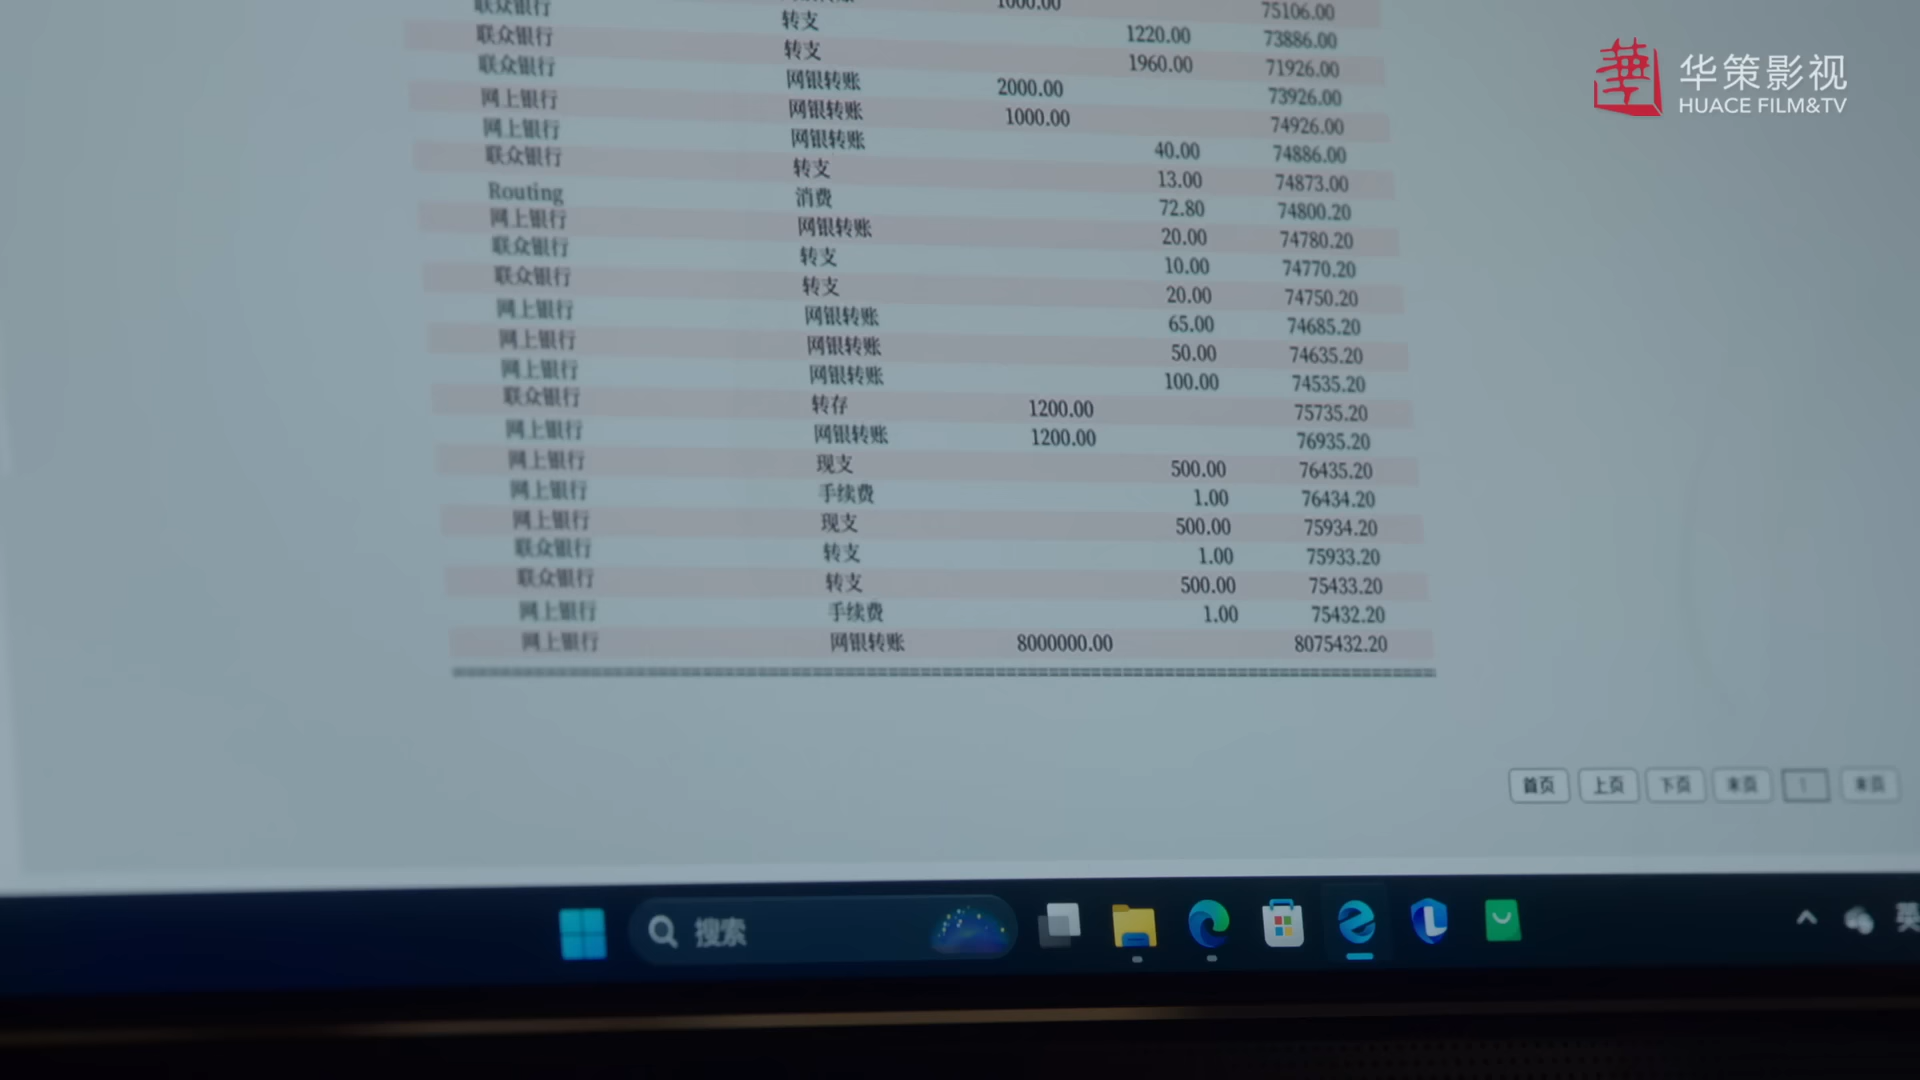 联众银行 网银转账 1000.00 75106.00
联众银行 转支 1220.00 73886.00
联众银行 转支 1960.00 71926.00
网上银行 网银转账 2000.00 73926.00
网上银行 网银转账 1000.00 74926.00
联众银行 网银转账 40.00 74886.00
Routing 转支 13.00 74873.00
网上银行 消费 72.80 74800.20
联众银行 网银转账 20.00 74780.20
联众银行 转支 10.00 74770.20
网上银行 转支 20.00 74750.20
网上银行 网银转账 65.00 74685.20
网上银行 网银转账 50.00 74635.20
联众银行 网银转账 100.00 74535.20
网上银行 转存 1200.00 75735.20
网上银行 网银转账 1200.00 76935.20
网上银行 现支 500.00 76435.20
网上银行 手续费 1.00 76434.20
联众银行 现支 500.00 75934.20
联众银行 转支 1.00 75933.20
网上银行 转支 500.00 75433.20
网上银行 手续费 1.00 75432.20
网银转账 8000000.00 8075432.20
华策影视
HUACE FILM&TV
首页 上页 下页 末页 1 末页
搜索
英